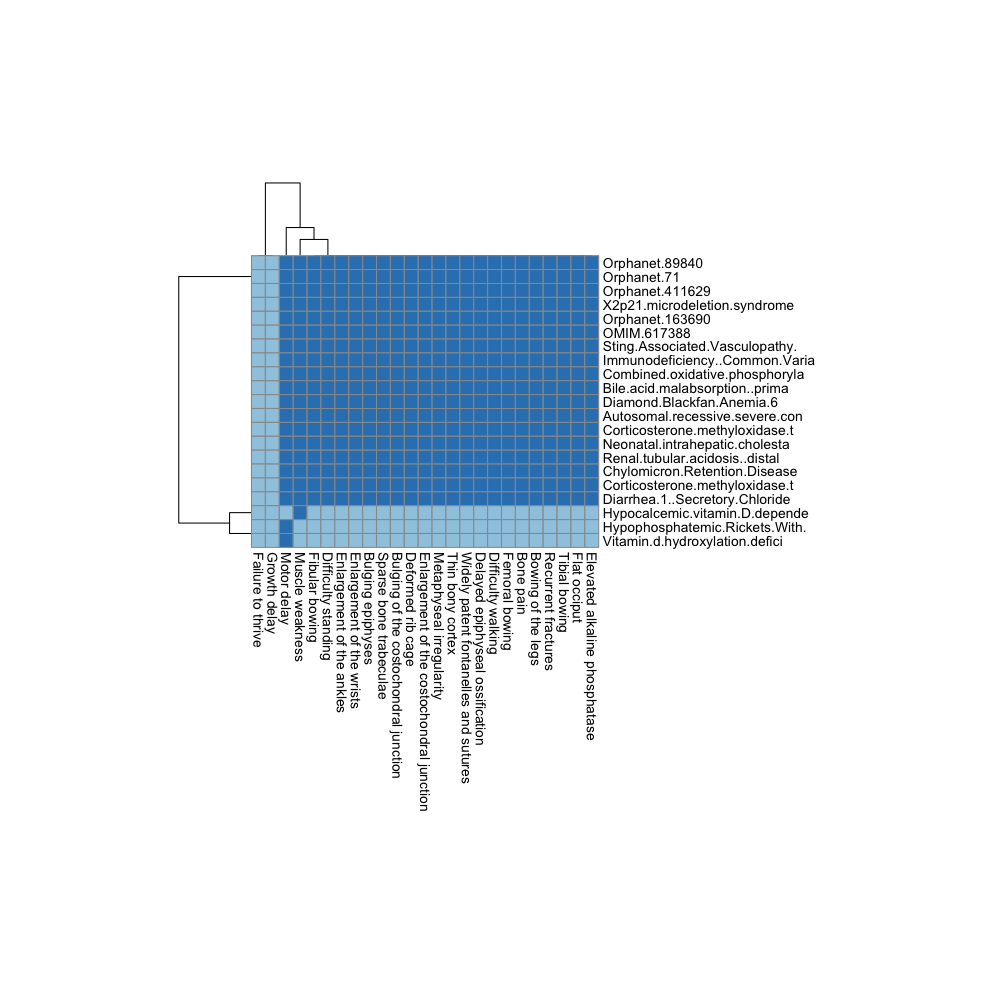 Orphanet.89840
Orphanet.71
Orphanet.411629
X2p21.microdeletion.syndrome
Orphanet.163690
OMIM.617388
Sting.Associated.Vasculopathy.
Immunodeficiency..Common.Varia
Combined.oxidative.phosphoryla
Bile.acid.malabsorption..prima
Diamond.Blackfan.Anemia.6
Autosomal.recessive.severe.con
Corticosterone.methyloxidase.t
Neonatal.intrahepatic.cholesta
Renal.tubular.acidosis..distal
Chylomicron.Retention.Disease
Corticosterone.methyloxidase.t
Diarrhea.1..Secretory.Chloride
Hypocalcemic.vitamin.D.depende
Hypophosphatemic.Rickets.With.
Vitamin.d.hydroxylation.defici
Failure to thrive
Growth delay
Motor delay
Muscle weakness
Fibular bowing
Difficulty standing
Enlargement of the ankles
Enlargement of the wrists
Bulging epiphyses
Sparse bone trabeculae
Bulging of the costochondral junction
Deformed rib cage
Enlargement of the costochondral junction
Metaphyseal irregularity
Thin bony cortex
Widely patent fontanelles and sutures
Delayed epiphyseal ossification
Difficulty walking
Femoral bowing
Bone pain
Bowing of the legs
Recurrent fractures
Tibial bowing
Flat occiput
Elevated alkaline phosphatase